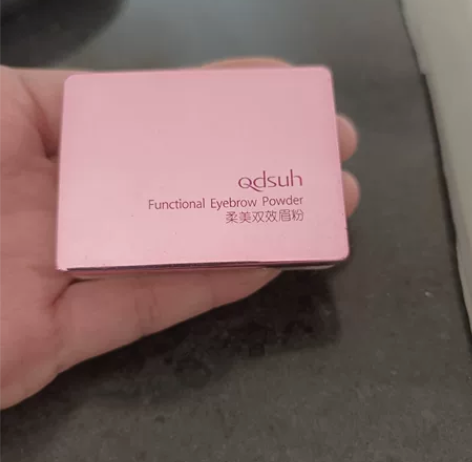 qdsuh
Functional Eyebrow Powder
柔美双效眉粉